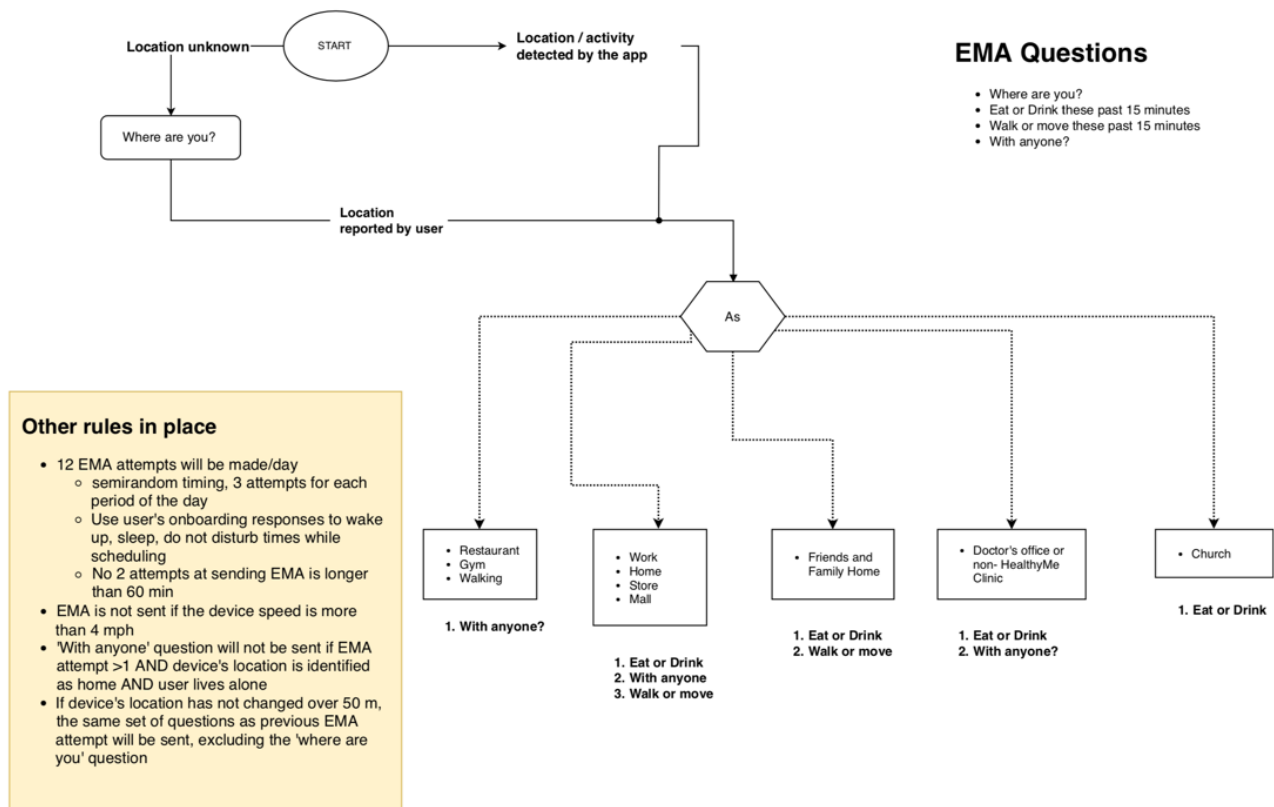 Location unknown
START
Location / activity
detected by the app
EMA Questions
• Where are you?
• Eat or Drink these past 15 minutes
• Walk or move these past 15 minutes
• With anyone?
Where are you?
Location
reported by user
As
Other rules in place
• 12 EMA attempts will be made/day
○ semirandom timing, 3 attempts for each
period of the day
○ Use user's onboarding responses to wake
up, sleep, do not disturb times while
scheduling
○ No 2 attempts at sending EMA is longer
than 60 min
• EMA is not sent if the device speed is more
than 4 mph
• 'With anyone' question will not be sent if EMA
attempt >1 AND device's location is identified
as home AND user lives alone
• If device's location has not changed over 50 m,
the same set of questions as previous EMA
attempt will be sent, excluding the 'where are
you' question
• Restaurant
• Gym
• Walking
1. With anyone?
• Work
• Home
• Store
• Mall
1. Eat or Drink
2. With anyone
3. Walk or move
• Friends and
Family Home
1. Eat or Drink
2. Walk or move
• Doctor's office or
non- HealthyMe
Clinic
1. Eat or Drink
2. With anyone?
• Church
1. Eat or Drink